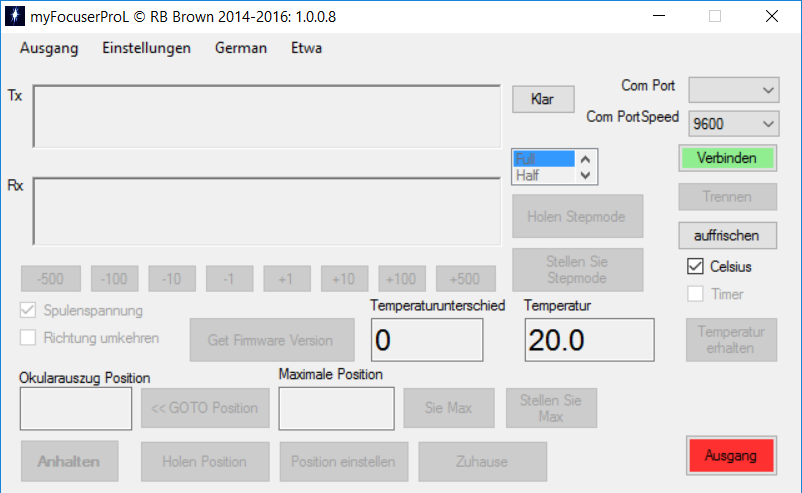 myFocuserProL © RB Brown 2014-2016: 1.0.0.8
Ausgang Einstellungen German Etwa
Tx
Klar
Com Port
Com PortSpeed 9600
Full
Half
Verbinden
Rx
Trennen
Holen Stepmode
auffrischen
Stellen Sie
Stepmode
-500 -100 -10 -1 +1 +10 +100 +500
Celsius
Timer
Spulenspannung
Richtung umkehren
Get Firmware Version
Temperaturunterschied
0
Temperatur
20.0
Temperatur
erhalten
Okularauszug Position
<< GOTO Position
Maximale Position
Sie Max
Stellen Sie
Max
Anhalten Holen Position Position einstellen Zuhause
Ausgang